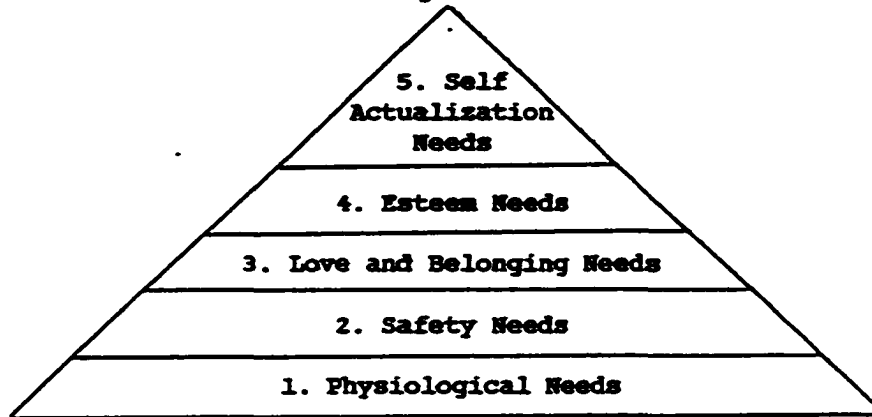 5. Self
Actualization
Needs
4. Esteem Needs
3. Love and Belonging Needs
2. Safety Needs
1. Physiological Needs